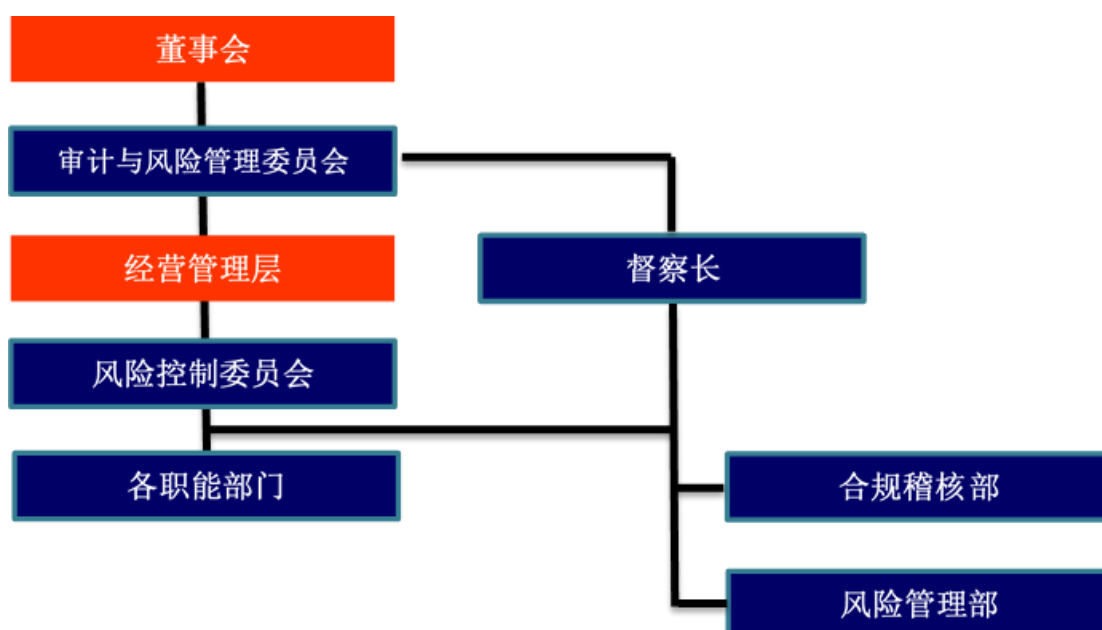 董事会
审计与风险管理委员会
经营管理层
督察长
风险控制委员会
各职能部门
合规稽核部
风险管理部